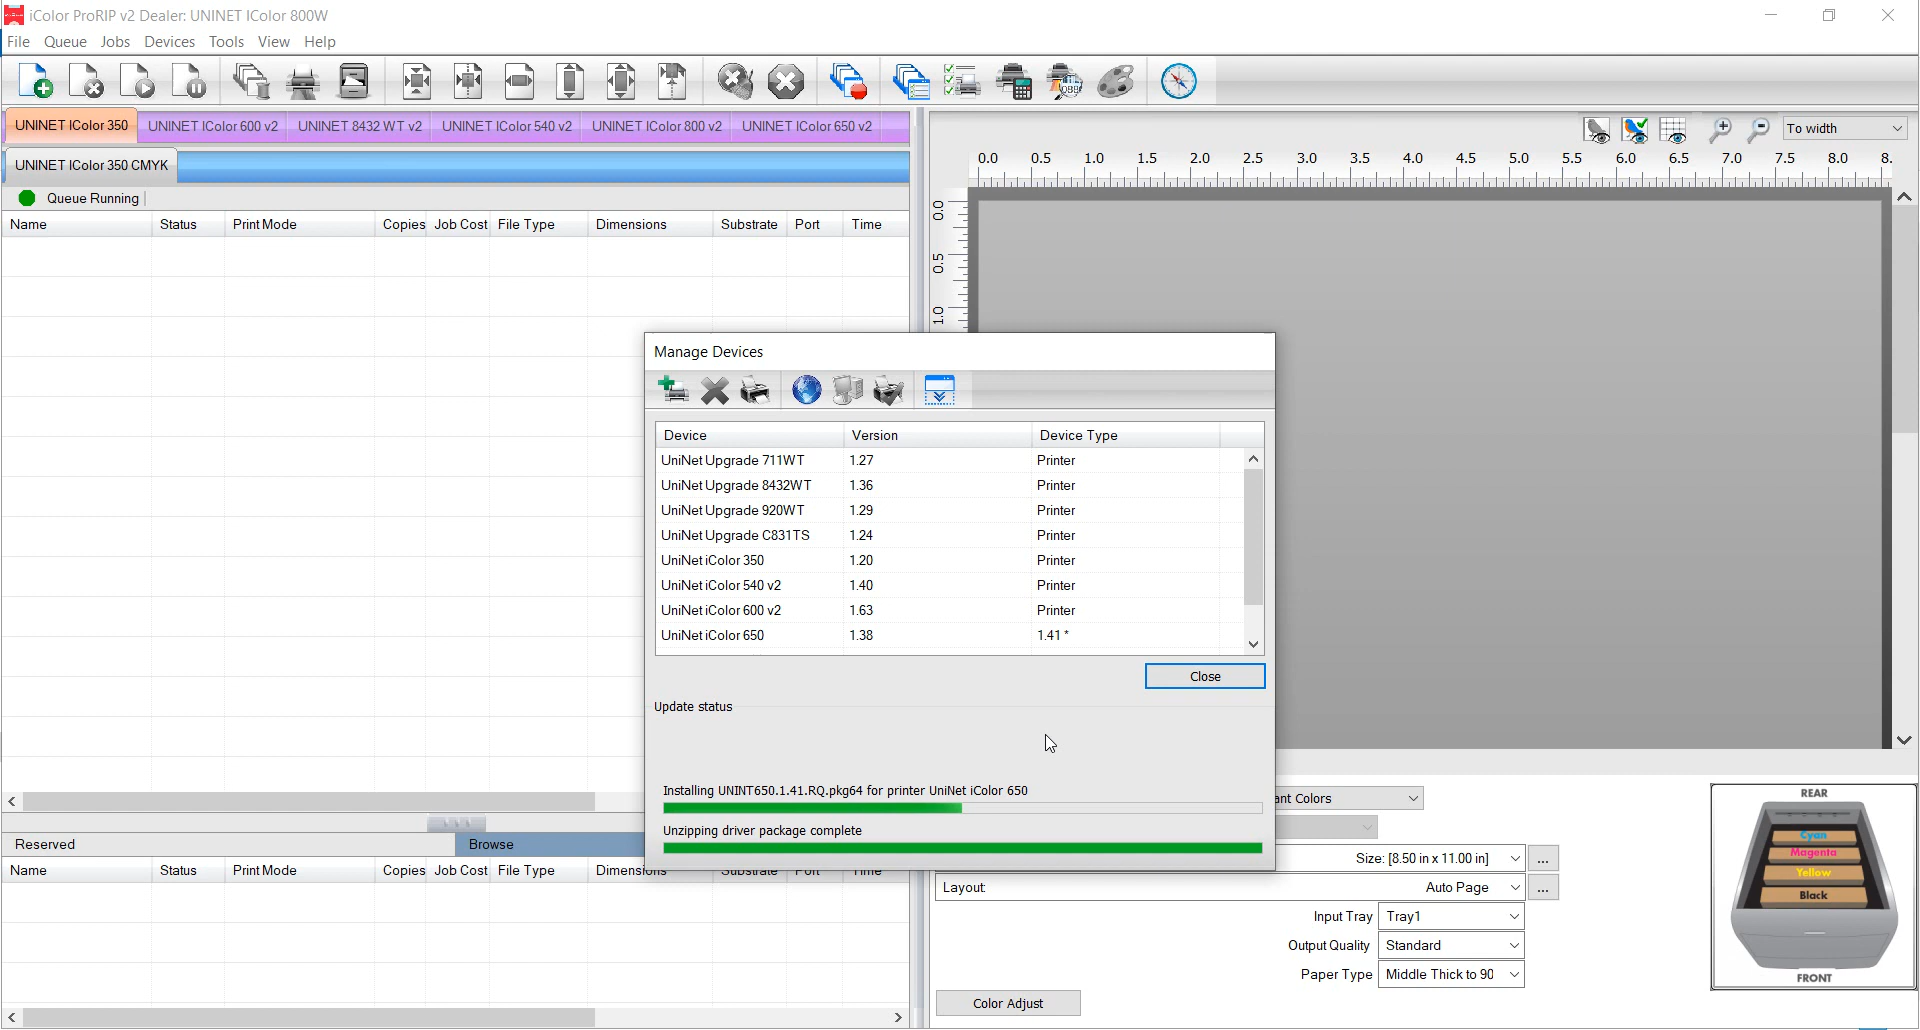 iColor ProRIP v2 Dealer: UNINET IColor 800W
File Queue Jobs Devices Tools View Help
UNINET IColor 350 UNINET IColor 600 v2 UNINET 8432 WT v2 UNINET IColor 540 v2 UNINET IColor 800 v2 UNINET IColor 650 v2
To width
UNINET IColor 350 CMYK
0.0 0.5 1.0 1.5 2.0 2.5 3.0 3.5 4.0 4.5 5.0 5.5 6.0 6.5 7.0 7.5 8.0 8.
Queue Running
0.0
0.5
1.0
Name Status Print Mode Copies Job Cost File Type Dimensions Substrate Port Time
Manage Devices
Device Version Device Type
UniNet Upgrade 711WT 1.27 Printer
UniNet Upgrade 8432WT 1.36 Printer
UniNet Upgrade 920WT 1.29 Printer
UniNet Upgrade C831TS 1.24 Printer
UniNet iColor 350 1.20 Printer
UniNet iColor 540 v2 1.40 Printer
UniNet iColor 600 v2 1.63 Printer
UniNet iColor 650 1.38 1.41 *
Close
Update status
Installing UNINT650.1.41.RQ.pkg64 for printer UniNet iColor 650
Unzipping driver package complete
Reserved Browse
Name Status Print Mode Copies Job Cost File Type Dimensions Substrate Port Time
ant Colors
Size: [8.50 in x 11.00 in] ...
Layout: Auto Page ...
Input Tray Tray1
Output Quality Standard
Paper Type Middle Thick to 90
Color Adjust
REAR
Cyan
Magenta
Yellow
Black
FRONT